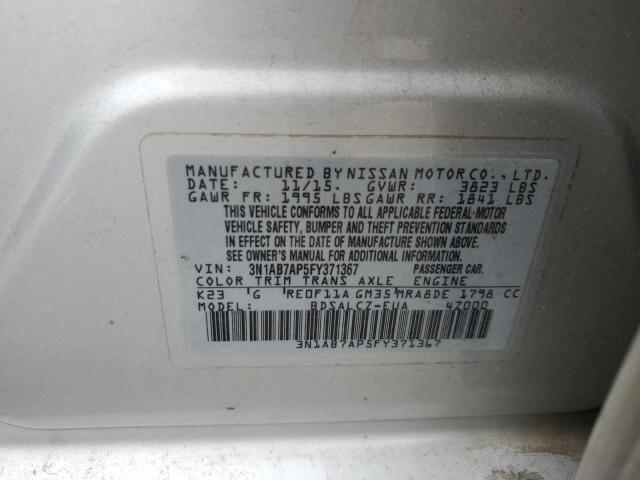 MANUFACTURED BY NISSAN MOTOR CO., LTD.
DATE: 11/15. GVWR: 3823 LBS
GAWR FR: 1995 LBS GAWR RR: 1841 LBS
THIS VEHICLE CONFORMS TO ALL APPLICABLE FEDERAL MOTOR
VEHICLE SAFETY, BUMPER AND THEFT PREVENTION STANDARDS
IN EFFECT ON THE DATE OF MANUFACTURE SHOWN ABOVE.
SEE OWNER'S MANUAL FOR ADDITIONAL INFORMATION.
VIN: 3N1AB7AP5FY371367 PASSENGER CAR.
COLOR TRIM TRANS AXLE ENGINE
K23 G RE0F11A GM35 MRA8DE 1798 CC
BDSALCZ-EUA 47000
3N1AB7AP5FY371367